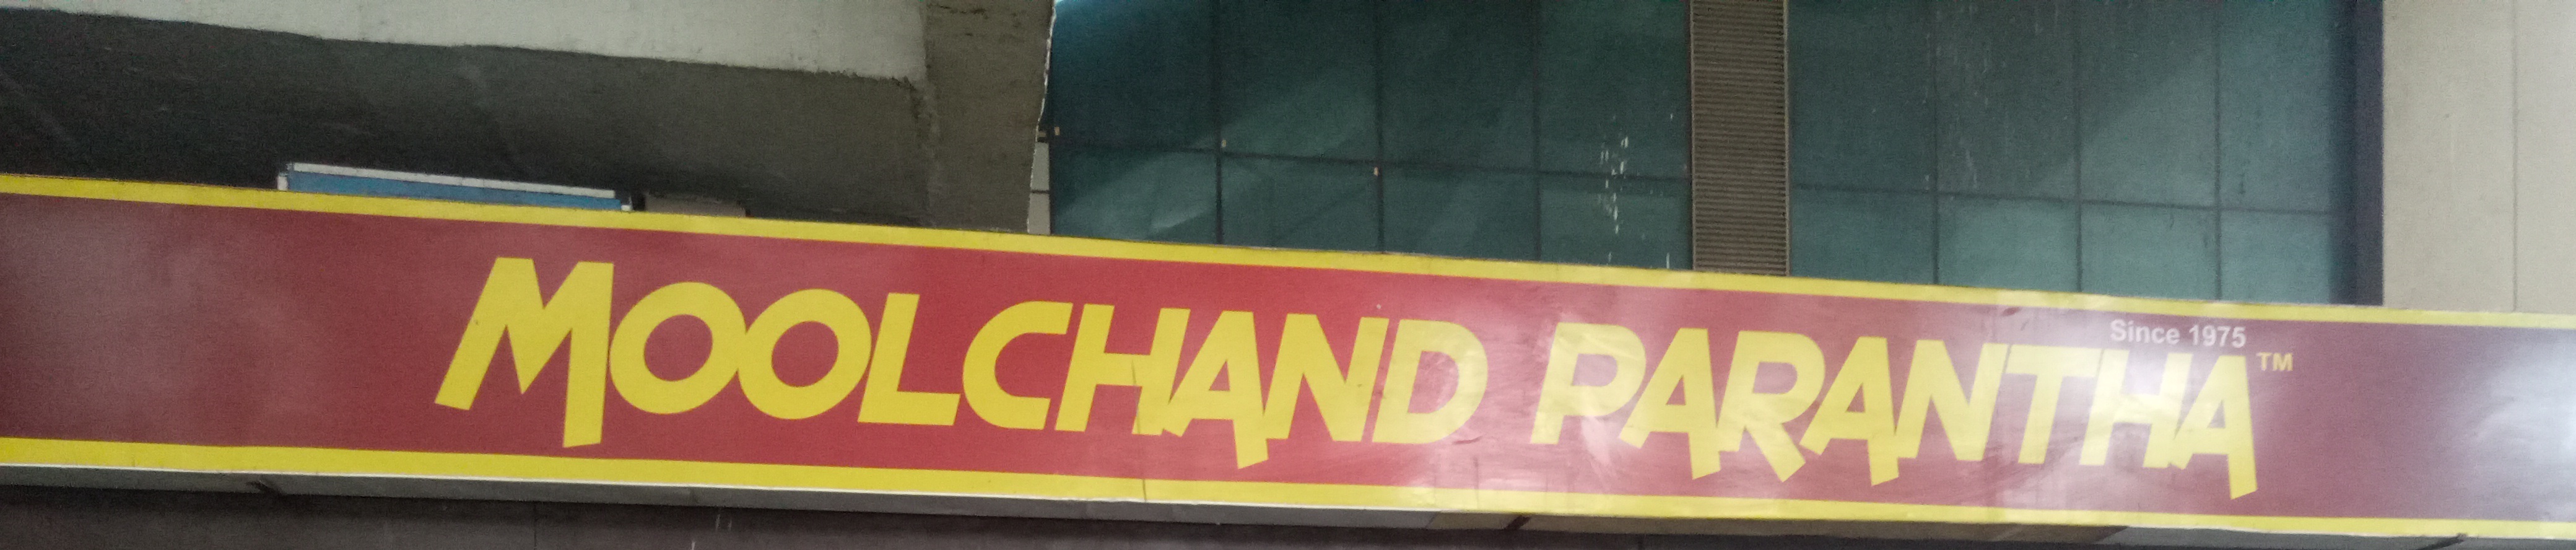 Since 1975
MOOLCHAND PARANTHA™